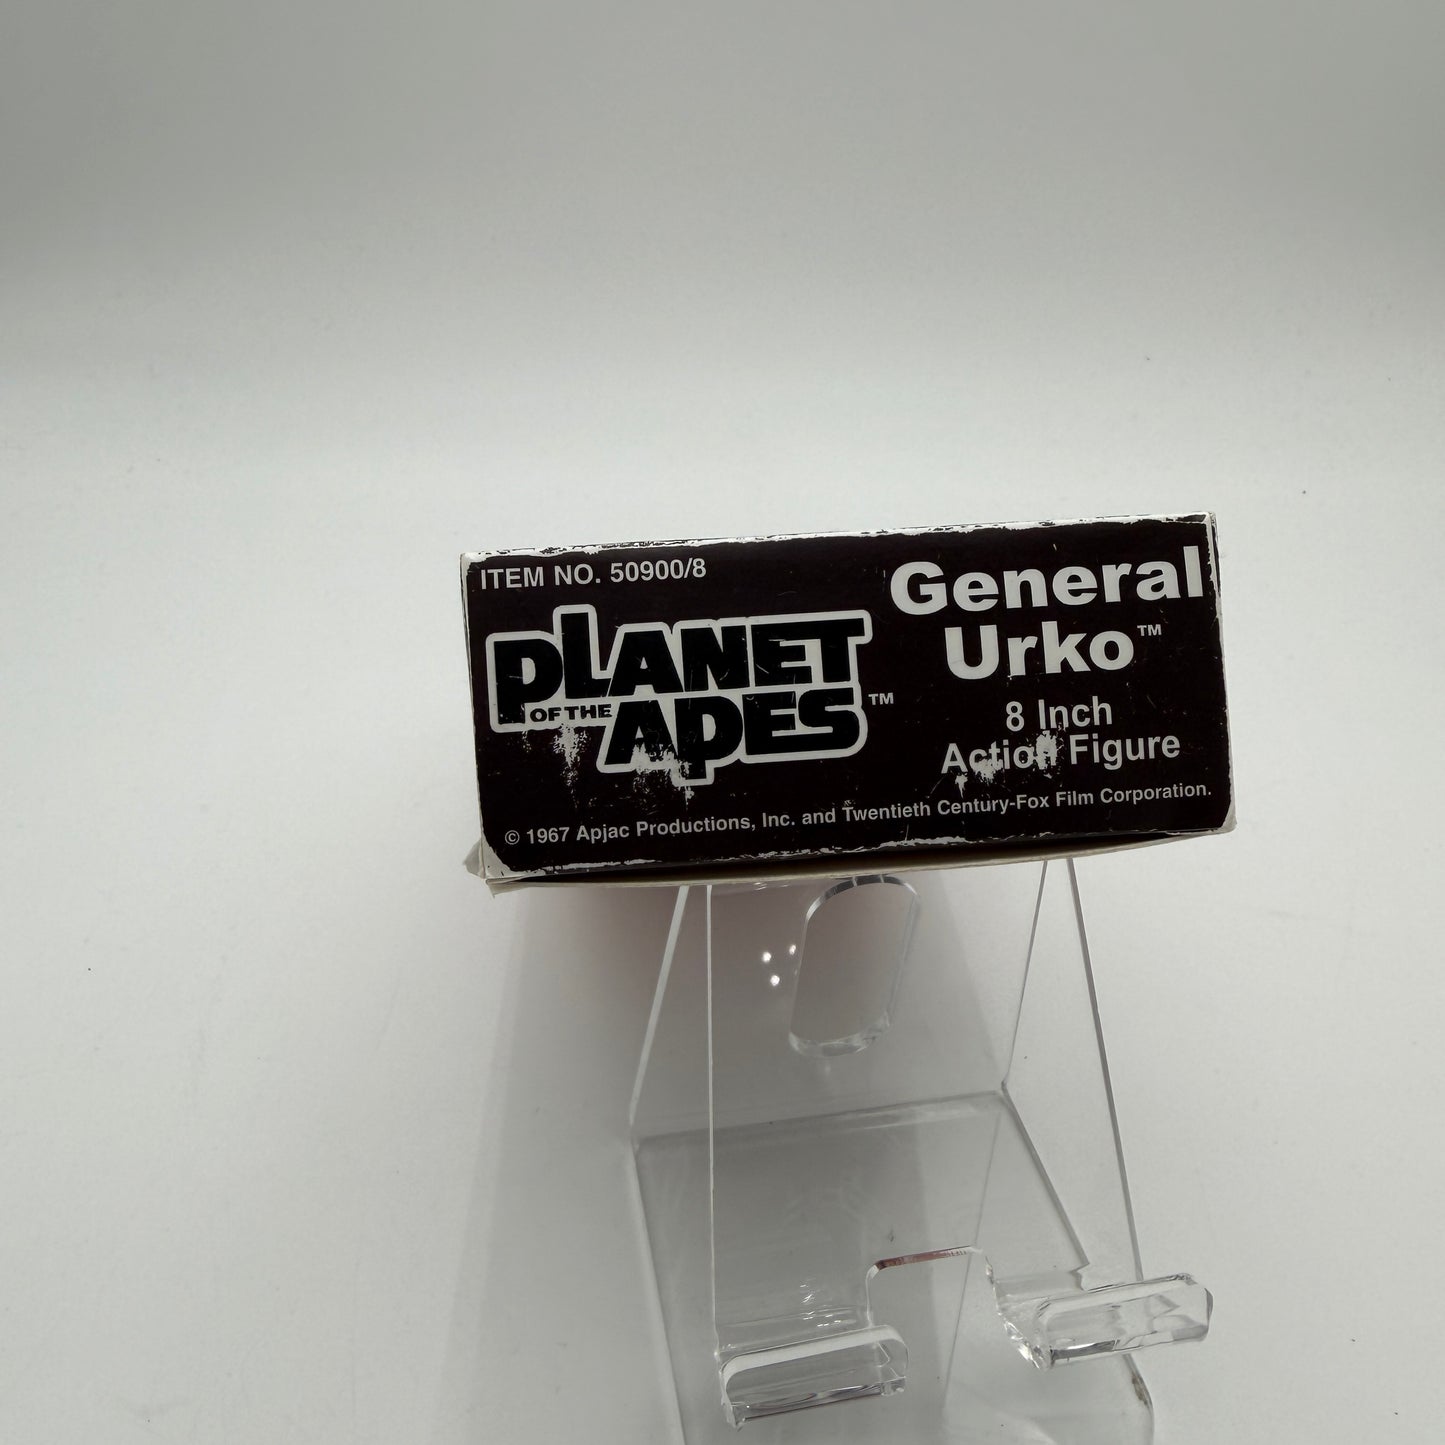 ITEM NO. 50900/8
PLANET
OF THE APES™
General
Urko™
8 Inch
Action Figure
© 1967 Apjac Productions, Inc. and Twentieth Century-Fox Film Corporation.